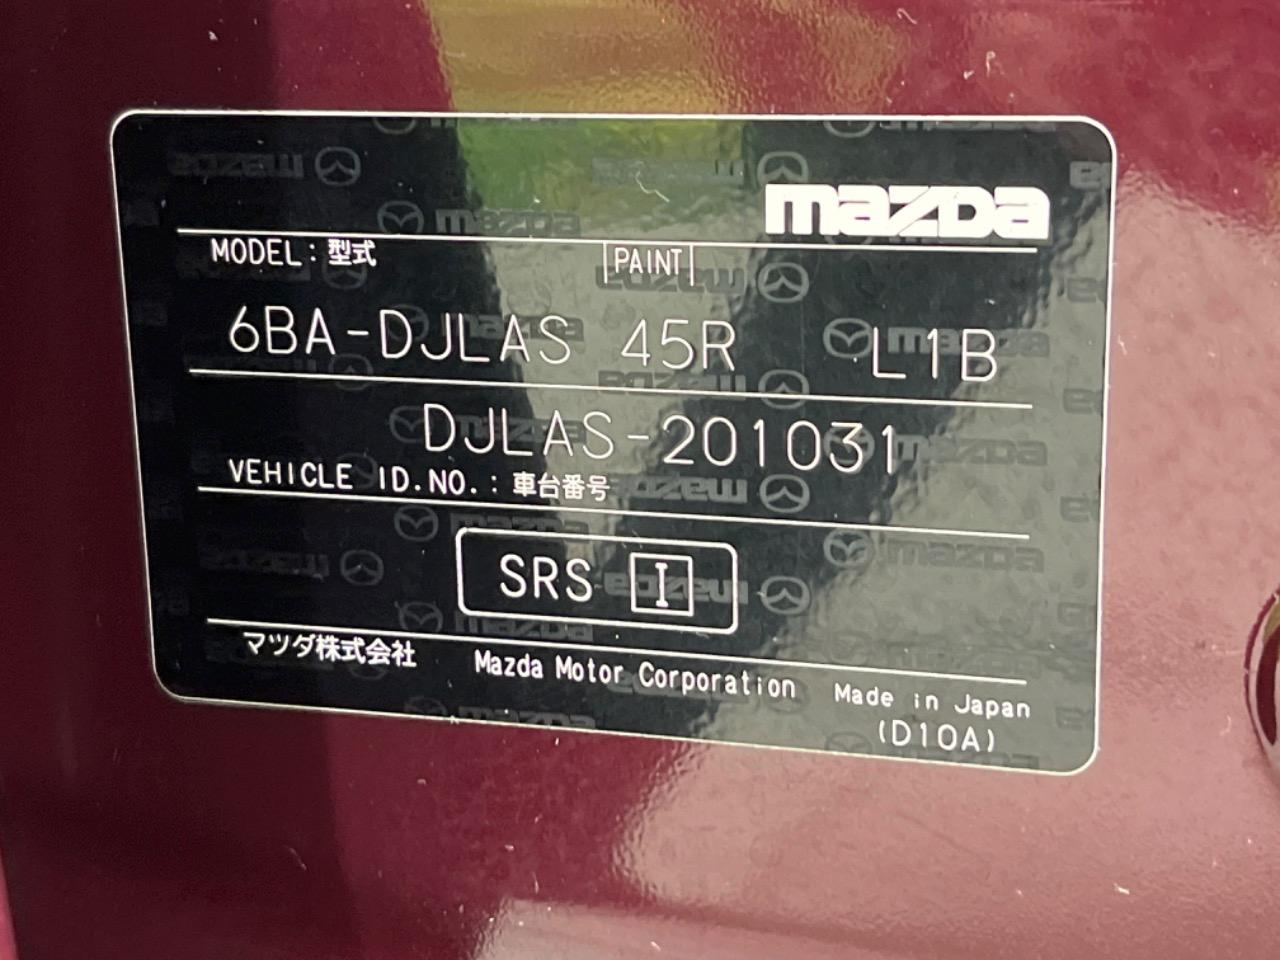 mazda
MODEL：型式 PAINT
6BA-DJLAS 45R L1B
DJLAS-201031
VEHICLE ID.NO.：車台番号
SRS I
マツダ株式会社 Mazda Motor Corporation Made in Japan
(D10A)